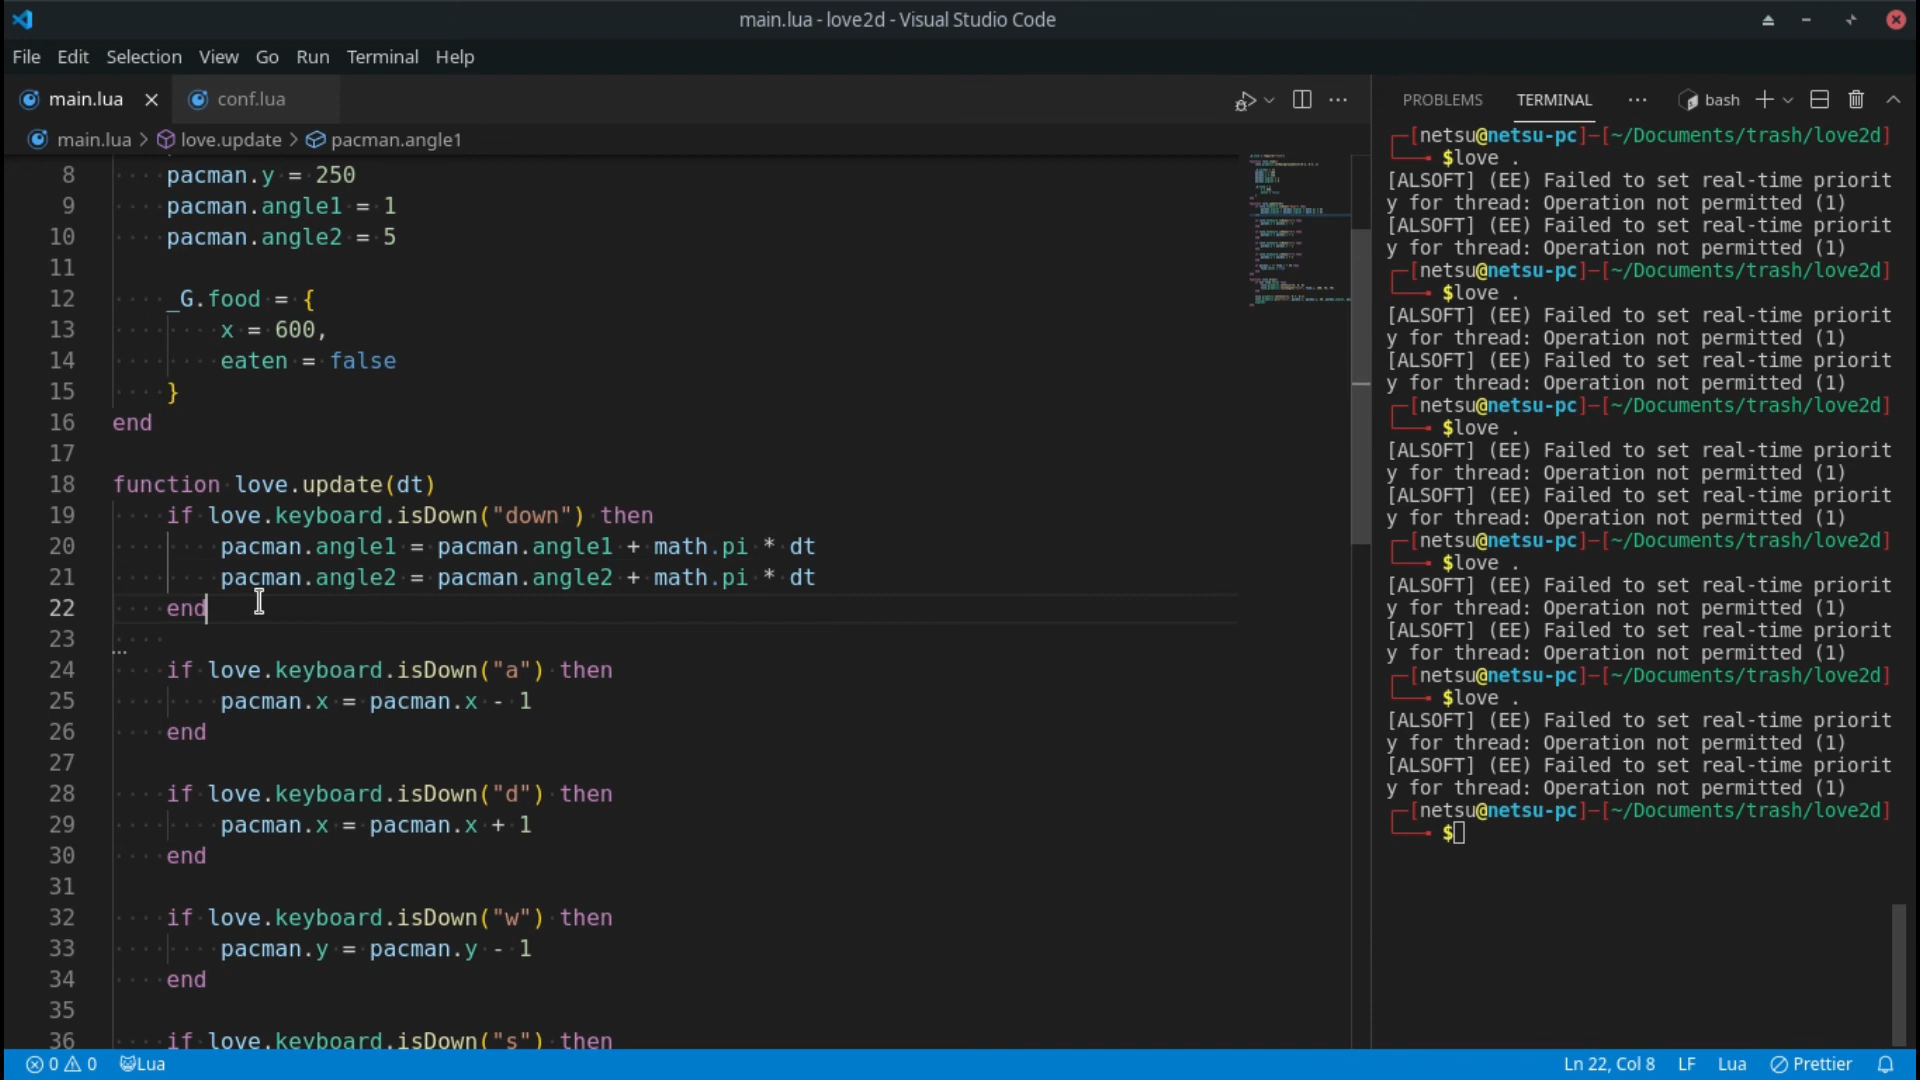 main.lua - love2d - Visual Studio Code
File Edit Selection View Go Run Terminal Help
main.lua conf.lua
main.lua > love.update > pacman.angle1
8 pacman.y = 250
9 pacman.angle1 = 1
10 pacman.angle2 = 5
11
12 _G.food = {
13 x = 600,
14 eaten = false
15 }
16 end
17
18 function love.update(dt)
19 if love.keyboard.isDown("down") then
20 pacman.angle1 = pacman.angle1 + math.pi * dt
21 pacman.angle2 = pacman.angle2 + math.pi * dt
22 end
23
24 if love.keyboard.isDown("a") then
25 pacman.x = pacman.x - 1
26 end
27
28 if love.keyboard.isDown("d") then
29 pacman.x = pacman.x + 1
30 end
31
32 if love.keyboard.isDown("w") then
33 pacman.y = pacman.y - 1
34 end
35
36 if love.keyboard.isDown("s") then
PROBLEMS TERMINAL ... bash
[netsu@netsu-pc]-[~/Documents/trash/love2d]
$love .
[ALSOFT] (EE) Failed to set real-time priorit
y for thread: Operation not permitted (1)
[ALSOFT] (EE) Failed to set real-time priorit
y for thread: Operation not permitted (1)
[netsu@netsu-pc]-[~/Documents/trash/love2d]
$love .
[ALSOFT] (EE) Failed to set real-time priorit
y for thread: Operation not permitted (1)
[ALSOFT] (EE) Failed to set real-time priorit
y for thread: Operation not permitted (1)
[netsu@netsu-pc]-[~/Documents/trash/love2d]
$love .
[ALSOFT] (EE) Failed to set real-time priorit
y for thread: Operation not permitted (1)
[ALSOFT] (EE) Failed to set real-time priorit
y for thread: Operation not permitted (1)
[netsu@netsu-pc]-[~/Documents/trash/love2d]
$love .
[ALSOFT] (EE) Failed to set real-time priorit
y for thread: Operation not permitted (1)
[ALSOFT] (EE) Failed to set real-time priorit
y for thread: Operation not permitted (1)
[netsu@netsu-pc]-[~/Documents/trash/love2d]
$love .
[ALSOFT] (EE) Failed to set real-time priorit
y for thread: Operation not permitted (1)
[ALSOFT] (EE) Failed to set real-time priorit
y for thread: Operation not permitted (1)
[netsu@netsu-pc]-[~/Documents/trash/love2d]
$
0 0 Lua Ln 22, Col 8 LF Lua Prettier